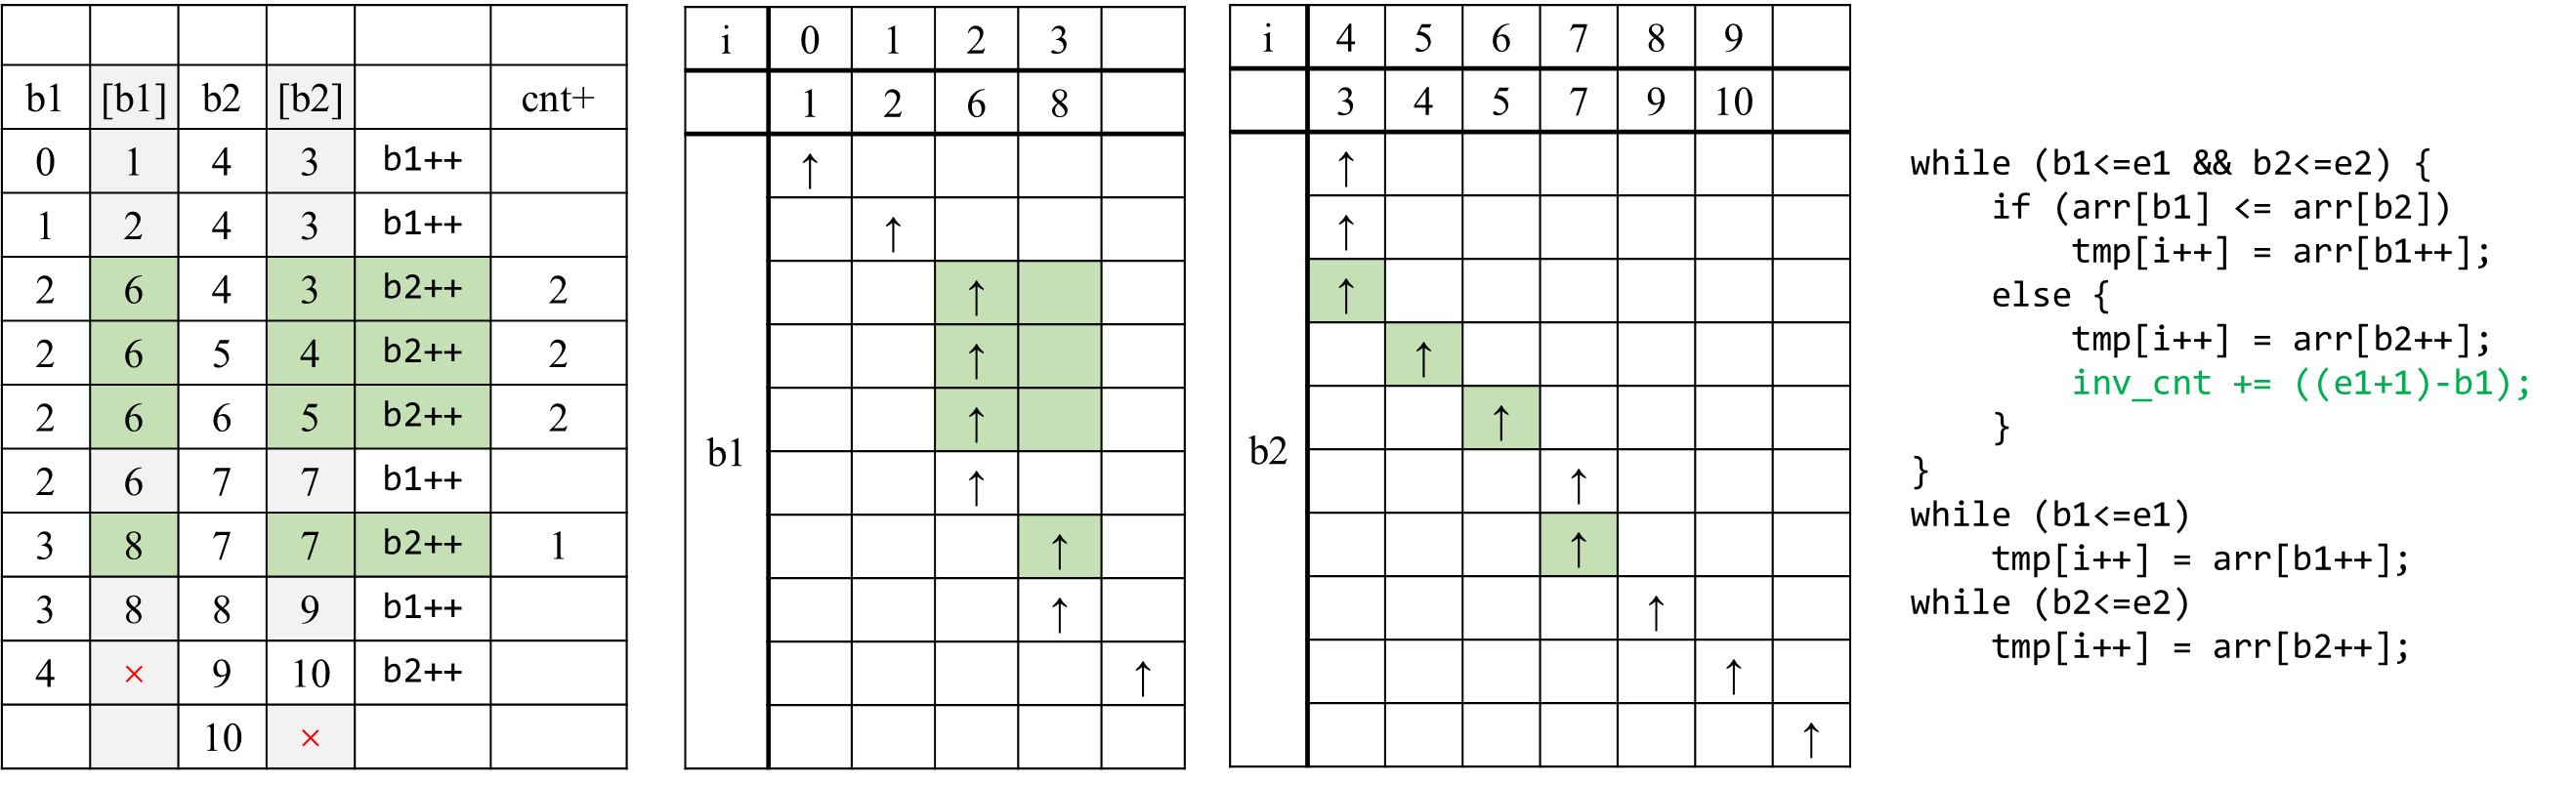 b1 [b1] b2 [b2] cnt+
0 1 4 3 b1++
1 2 4 3 b1++
2 6 4 3 b2++ 2
2 6 5 4 b2++ 2
2 6 6 5 b2++ 2
2 6 7 7 b1++
3 8 7 7 b2++ 1
3 8 8 9 b1++
4 × 9 10 b2++
10 ×
i 0 1 2 3
1 2 6 8
↑
↑
↑
↑
↑
b1
↑
↑
↑
↑
i 4 5 6 7 8 9
3 4 5 7 9 10
↑
↑
↑
↑
↑
b2
↑
↑
↑
↑
↑
while (b1<=e1 && b2<=e2) {
if (arr[b1] <= arr[b2])
tmp[i++] = arr[b1++];
else {
tmp[i++] = arr[b2++];
inv_cnt += ((e1+1)-b1);
}
}
while (b1<=e1)
tmp[i++] = arr[b1++];
while (b2<=e2)
tmp[i++] = arr[b2++];